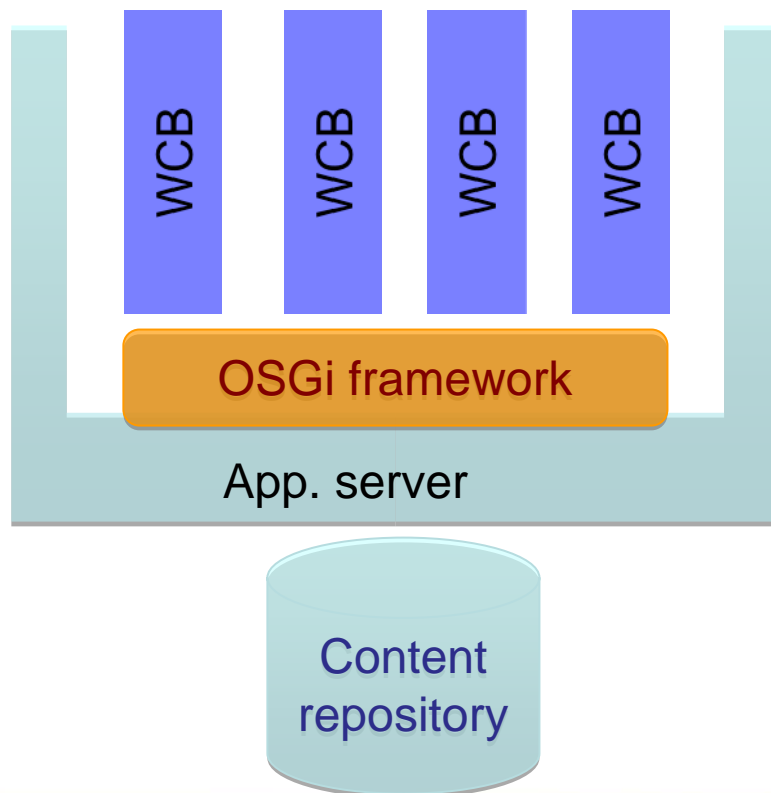 WCB
WCB
WCB
WCB
OSGi framework
App. server
Content
repository